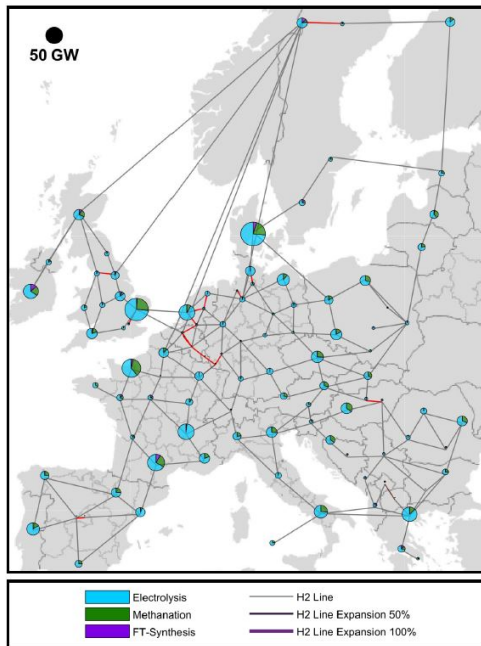 50 GW
Electrolysis
Methanation
FT-Synthesis
H2 Line
H2 Line Expansion 50%
H2 Line Expansion 100%